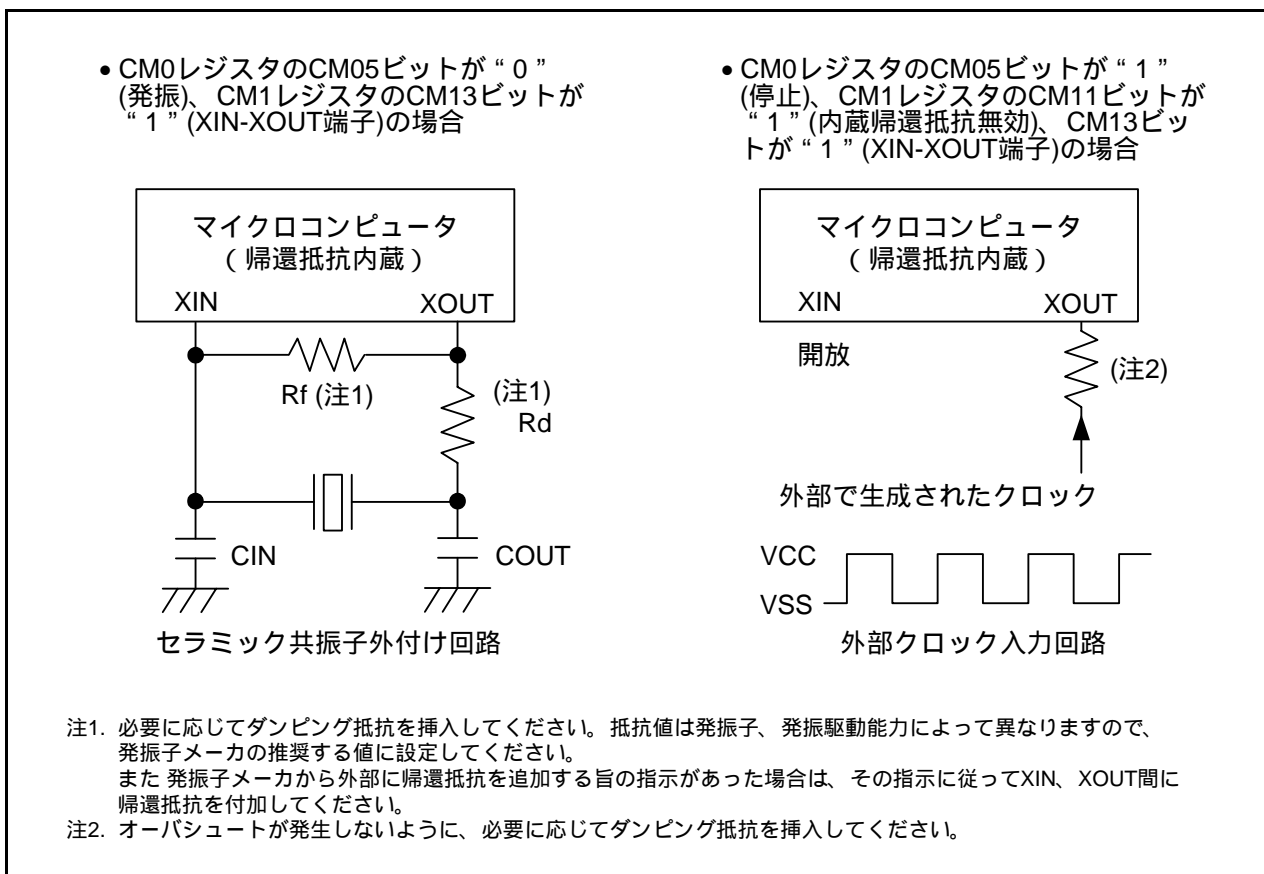 • CM0レジスタのCM05ビットが“0”
(発振)、CM1レジスタのCM13ビットが
“1”(XIN-XOUT端子)の場合
マイクロコンピュータ
(帰還抵抗内蔵)
XIN
XOUT
Rf (注1)
(注1)
Rd
CIN
COUT
セラミック共振子外付け回路
• CM0レジスタのCM05ビットが“1”
(停止)、CM1レジスタのCM11ビットが
“1”(内蔵帰還抵抗無効)、CM13ビッ
トが“1”(XIN-XOUT端子)の場合
マイクロコンピュータ
(帰還抵抗内蔵)
XIN
XOUT
開放
(注2)
外部で生成されたクロック
VCC
VSS
外部クロック入力回路
注1. 必要に応じてダンピング抵抗を挿入してください。抵抗値は発振子、発振駆動能力によって異なりますので、
発振子メーカの推奨する値に設定してください。
また 発振子メーカから外部に帰還抵抗を追加する旨の指示があった場合は、その指示に従ってXIN、XOUT間に
帰還抵抗を付加してください。
注2. オーバシュートが発生しないように、必要に応じてダンピング抵抗を挿入してください。